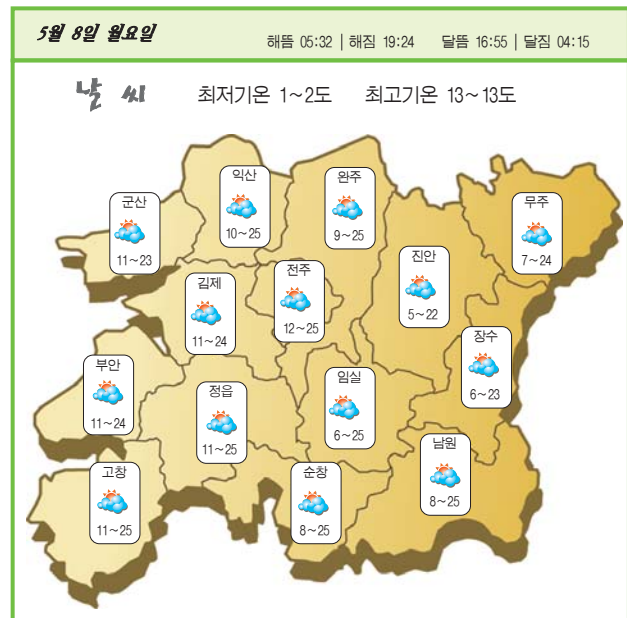 5월 8일 월요일
해뜸 05:32 | 해짐 19:24 달뜸 16:55 | 달짐 04:15
날 씨 최저기온 1~2도 최고기온 13~13도
군산
11~23
익산
10~25
완주
9~25
무주
7~24
김제
11~24
전주
12~25
진안
5~22
장수
6~23
부안
11~24
정읍
11~25
임실
6~25
남원
8~25
고창
11~25
순창
8~25